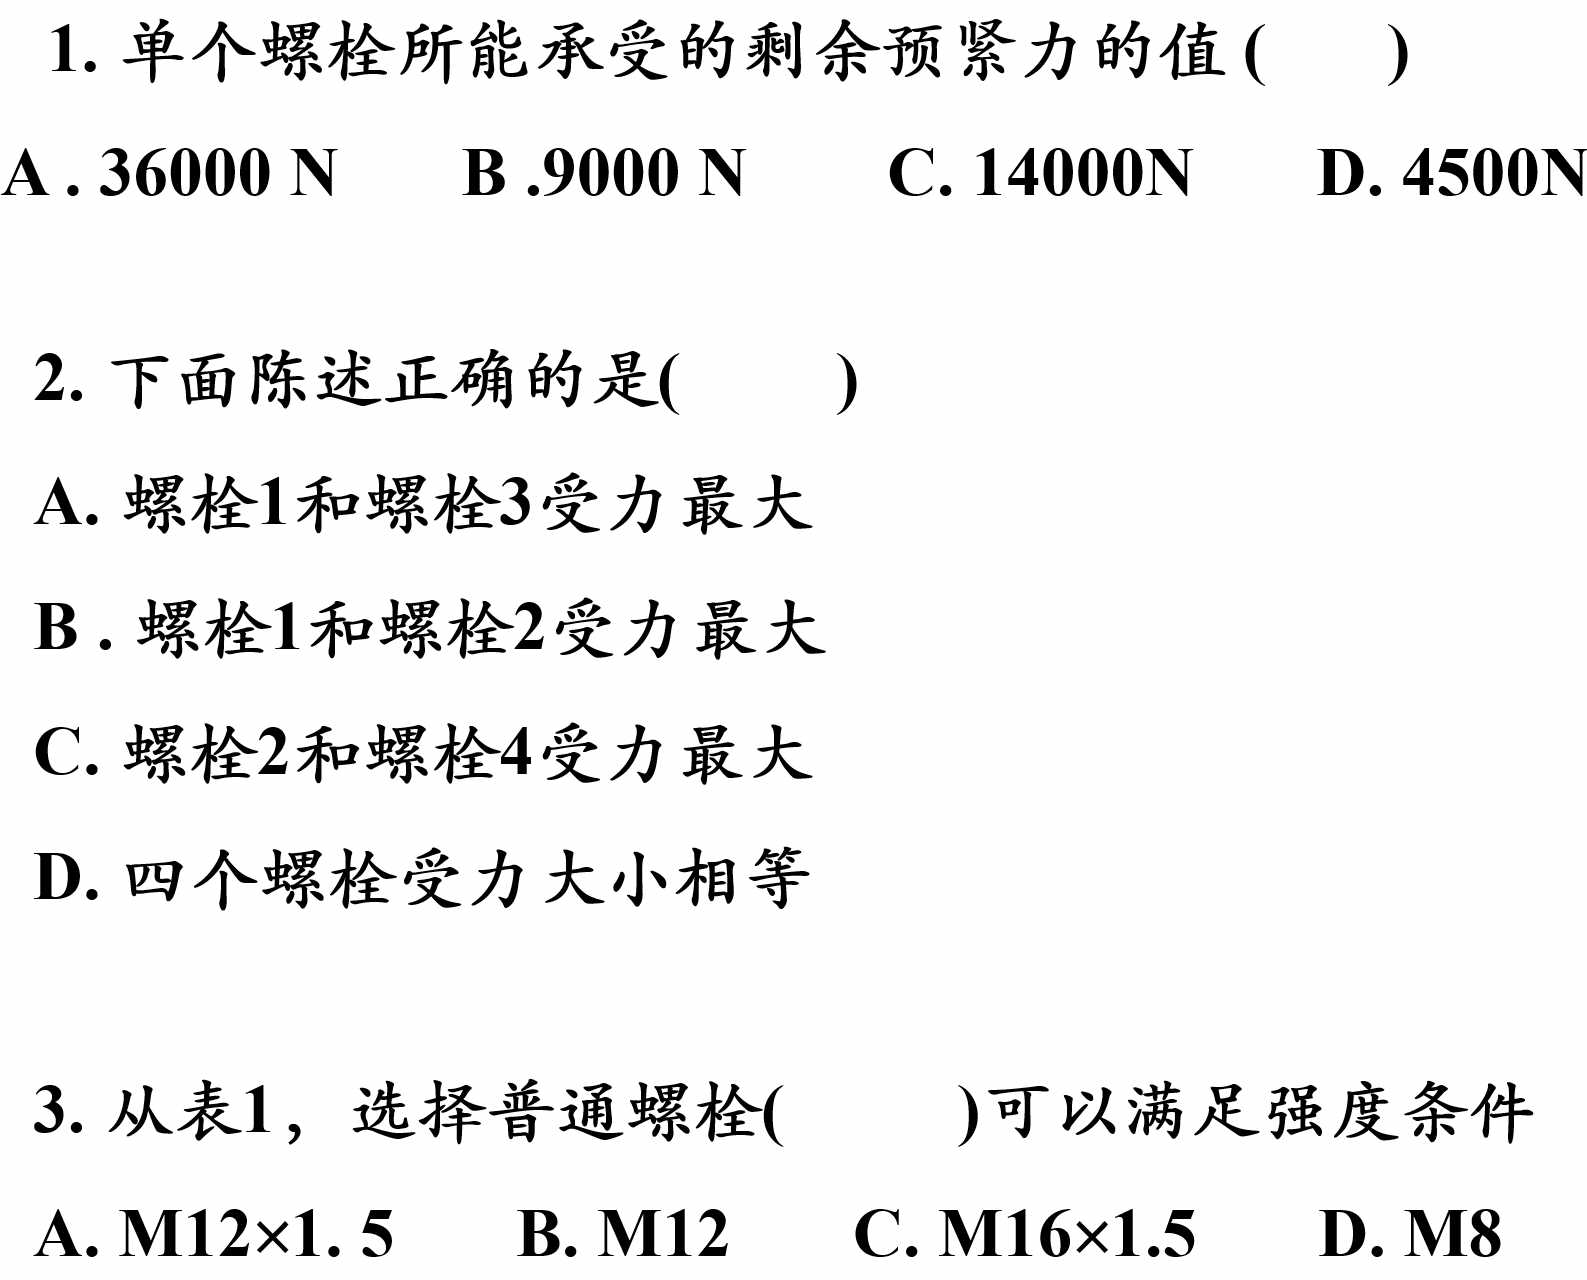 1. 单个螺栓所能承受的剩余预紧力的值 (      )
A . 36000 N      B .9000 N      C. 14000N      D. 4500N
2. 下面陈述正确的是(      )
A. 螺栓1和螺栓3受力最大
B . 螺栓1和螺栓2受力最大
C. 螺栓2和螺栓4受力最大
D. 四个螺栓受力大小相等
3. 从表1，选择普通螺栓(      )可以满足强度条件
A. M12×1. 5      B. M12      C. M16×1.5      D. M8